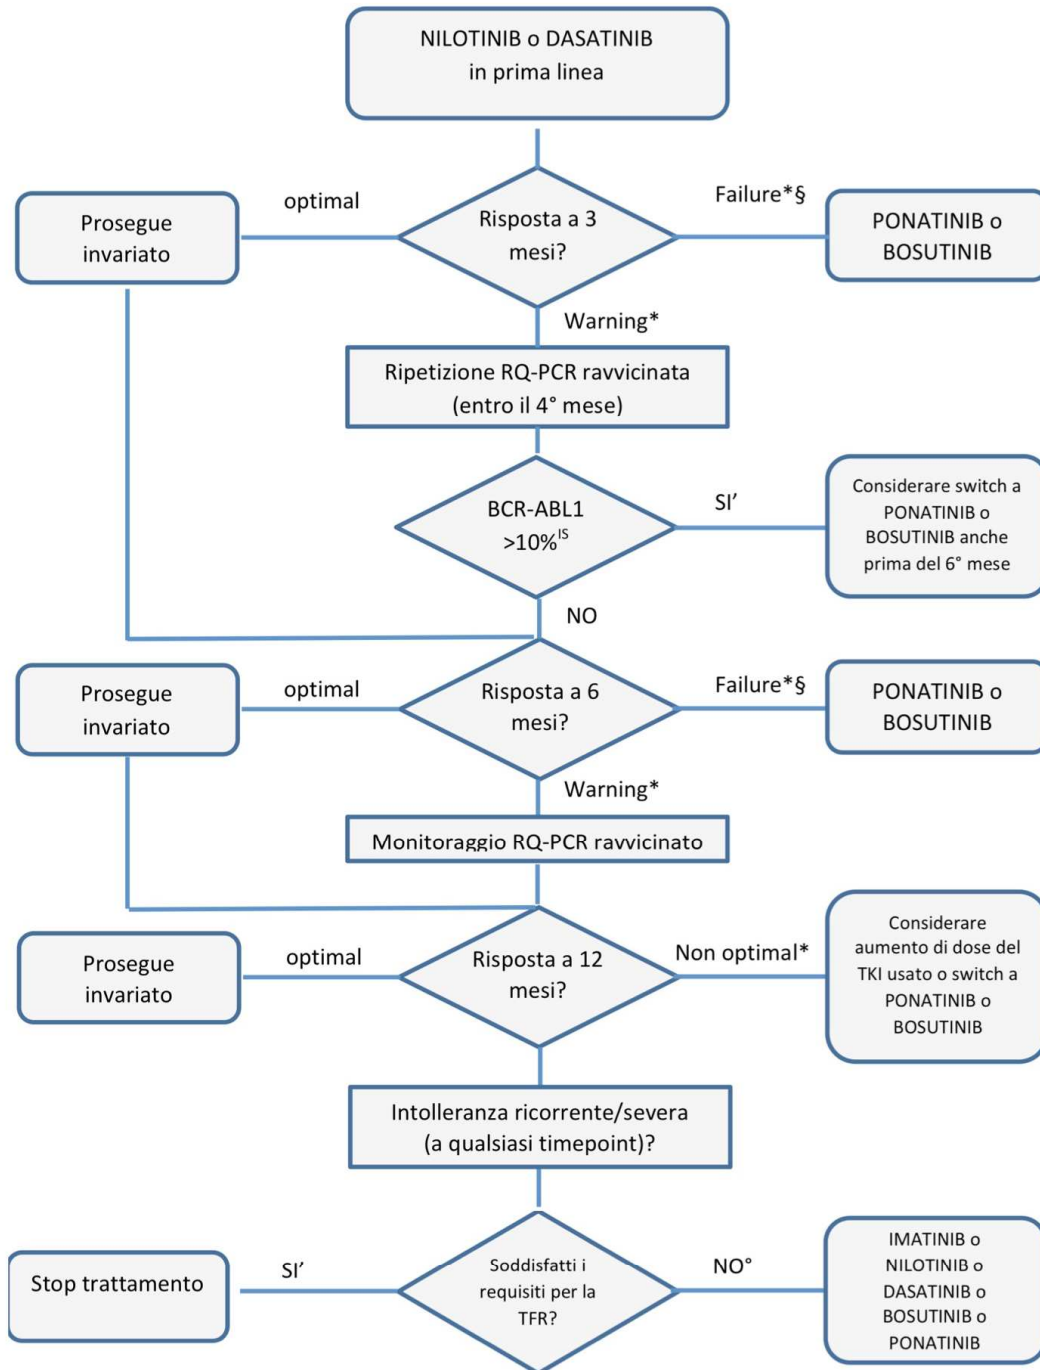 NILOTINIB o DASATINIB
in prima linea
optimal
Failure*§
Prosegue
invariato
Risposta a 3
mesi?
PONATINIB o
BOSUTINIB
Warning*
Ripetizione RQ-PCR ravvicinata
(entro il 4° mese)
BCR-ABL1
>10%IS
SI’
Considerare switch a
PONATINIB o
BOSUTINIB anche
prima del 6° mese
NO
Prosegue
invariato
optimal
Risposta a 6
mesi?
Failure*§
PONATINIB o
BOSUTINIB
Warning*
Monitoraggio RQ-PCR ravvicinato
Prosegue
invariato
optimal
Risposta a 12
mesi?
Non optimal*
Considerare
aumento di dose del
TKI usato o switch a
PONATINIB o
BOSUTINIB
Intolleranza ricorrente/severa
(a qualsiasi timepoint)?
Stop trattamento
SI’
Soddisfatti i
requisiti per la
TFR?
NO°
IMATINIB o
NILOTINIB o
DASATINIB o
BOSUTINIB o
PONATINIB